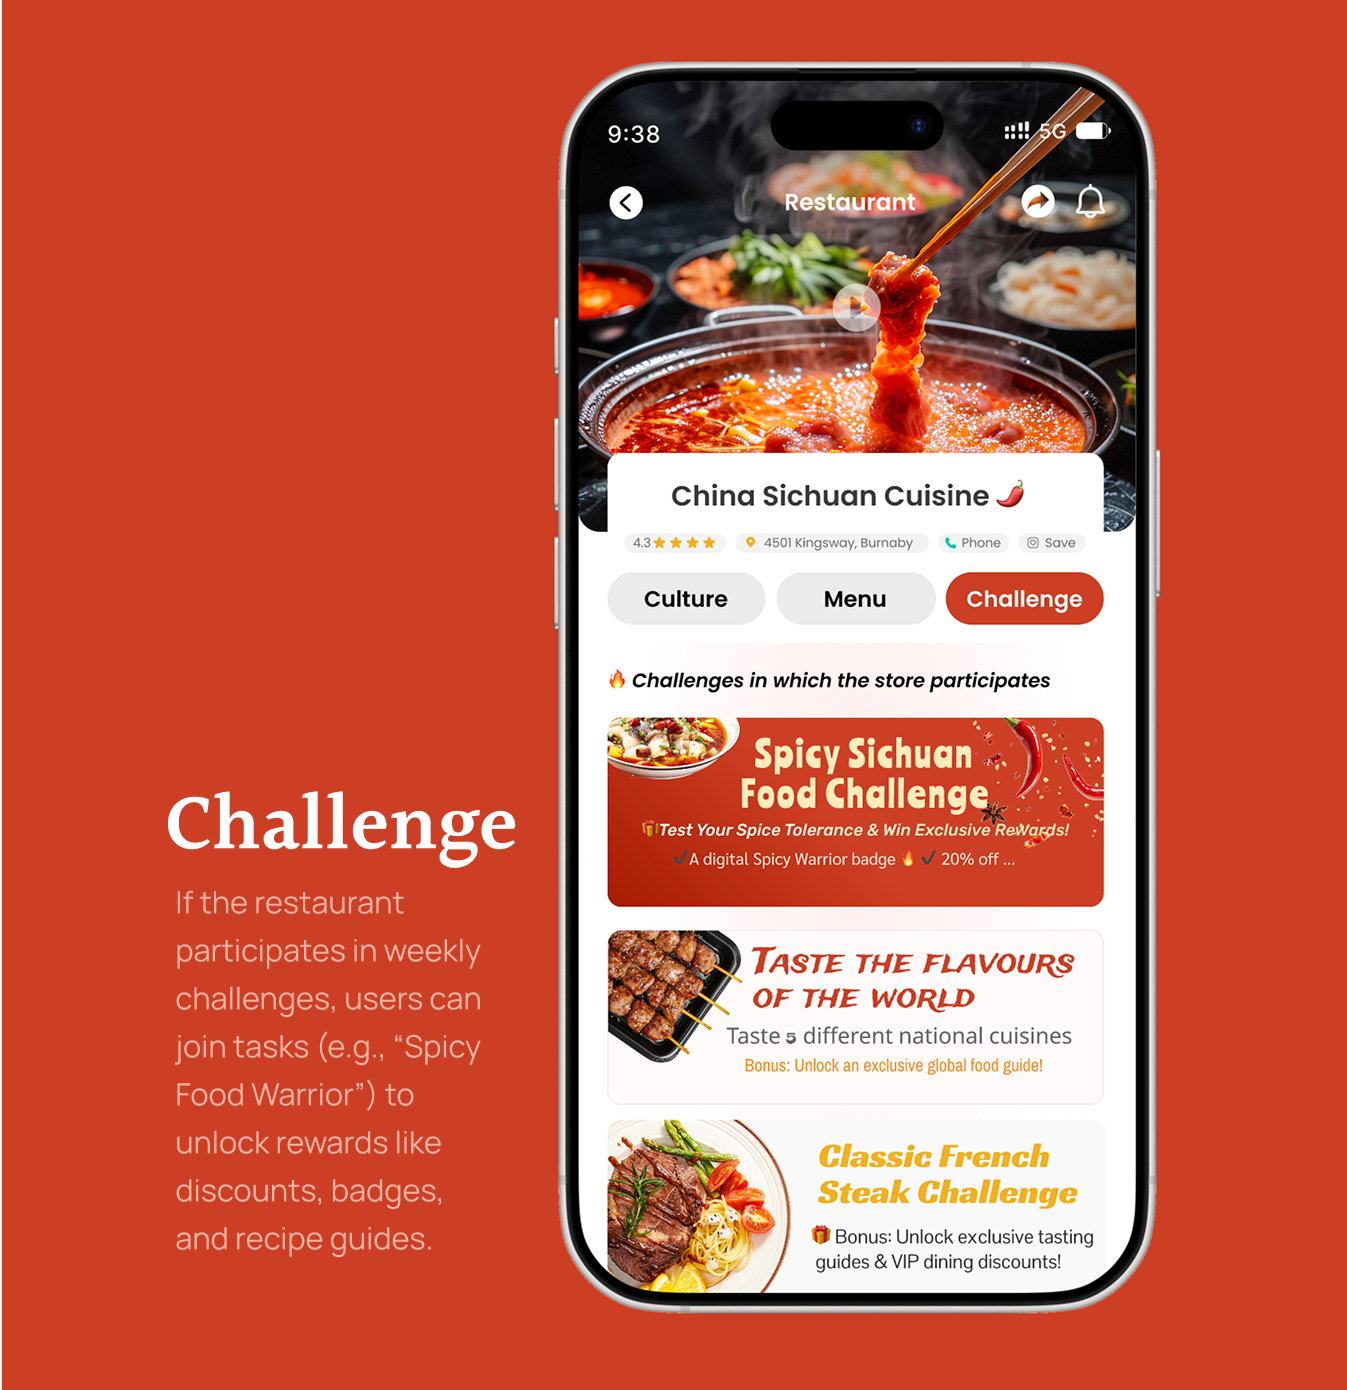 9:38
5G
Restaurant
China Sichuan Cuisine
4.3
4501 Kingsway, Burnaby
Phone
Save
Culture
Menu
Challenge
Challenges in which the store participates
Spicy Sichuan
Food Challenge
Test Your Spice Tolerance & Win Exclusive Rewards!
✓A digital Spicy Warrior badge 🔥 ✓ 20% off ...
TASTE THE FLAVOURS
OF THE WORLD
Taste 5 different national cuisines
Bonus: Unlock an exclusive global food guide!
Classic French
Steak Challenge
Bonus: Unlock exclusive tasting
guides & VIP dining discounts!
Challenge
If the restaurant
participates in weekly
challenges, users can
join tasks (e.g., “Spicy
Food Warrior”) to
unlock rewards like
discounts, badges,
and recipe guides.